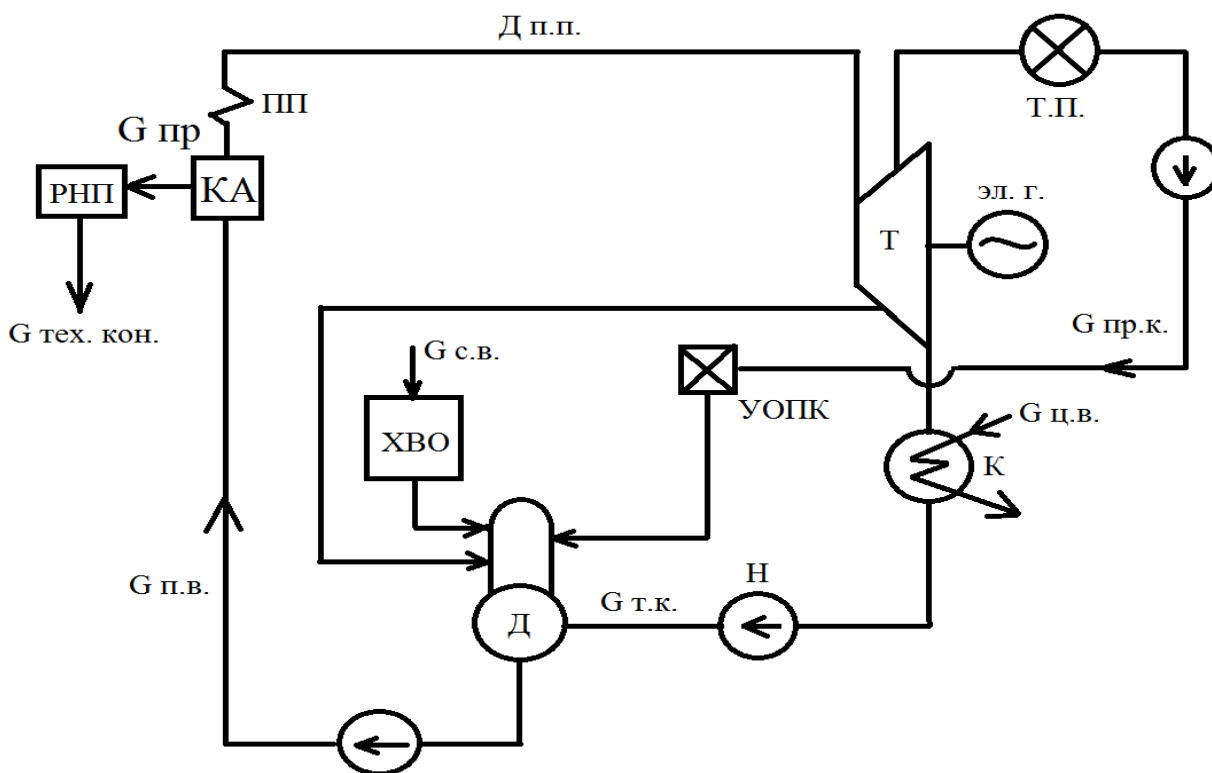 Д п.п.
Т.П.
ПП
G пр
КА
РНП
эл. г.
Т
G тех. кон.
G пр.к.
G с.в.
УОПК
G ц.в.
ХВО
К
Н
G п.в.
G т.к.
Д